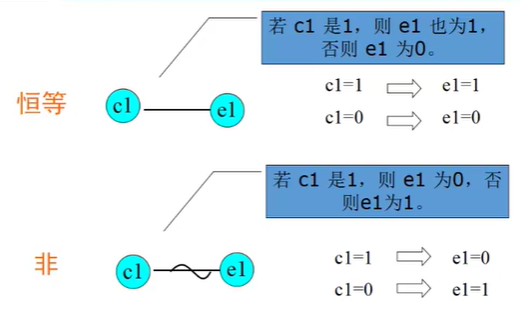 若 c1 是1，则 e1 也为1，
否则 e1 为0。
恒等
c1
e1
c1=1
e1=1
c1=0
e1=0
若 c1 是1，则 e1 为0，否
则e1为1。
非
c1
e1
c1=1
e1=0
c1=0
e1=1